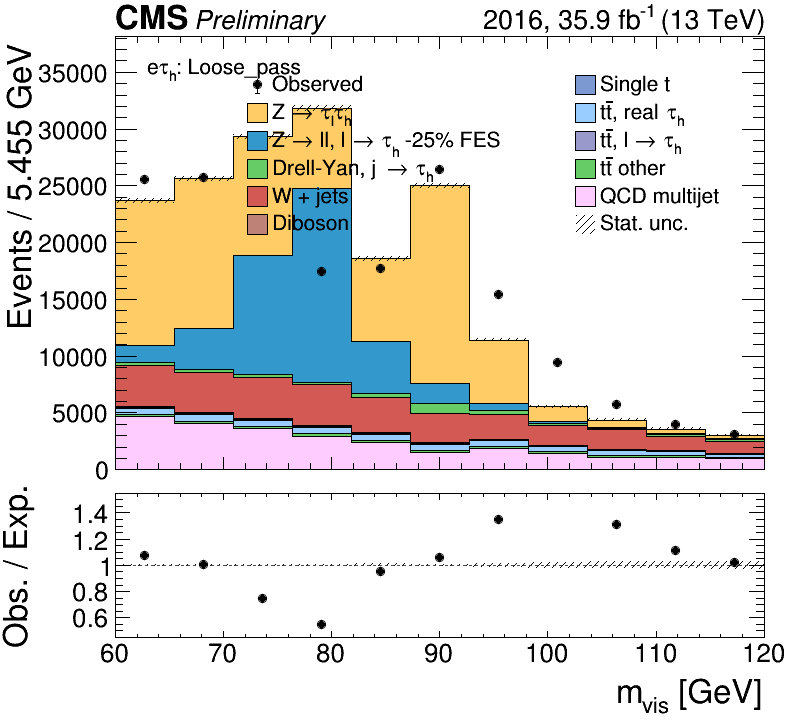 CMS Preliminary 2016, 35.9 fb⁻¹ (13 TeV)
Events / 5.455 GeV
eτh: Loose_pass
Observed
Z → τlτh
Z → ll, l → τh -25% FES
Drell-Yan, j → τh
W + jets
Diboson
Single t
tt̄, real τh
tt̄, l → τh
tt̄ other
QCD multijet
Stat. unc.
35000
30000
25000
20000
15000
10000
5000
0
Obs. / Exp.
1.4
1.2
1
0.8
0.6
60 70 80 90 100 110 120
mvis [GeV]